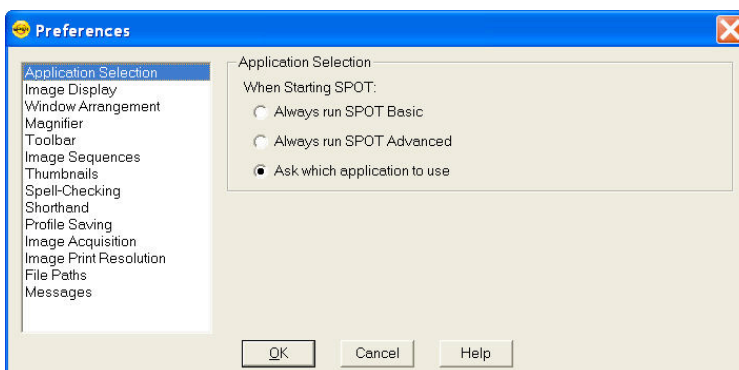 Preferences
Application Selection
Image Display
Window Arrangement
Magnifier
Toolbar
Image Sequences
Thumbnails
Spell-Checking
Shorthand
Profile Saving
Image Acquisition
Image Print Resolution
File Paths
Messages
Application Selection
When Starting SPOT:
Always run SPOT Basic
Always run SPOT Advanced
Ask which application to use
OK
Cancel
Help